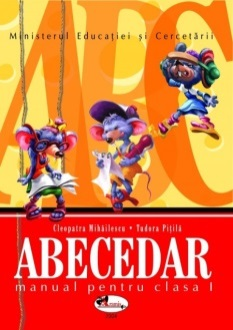 Ministerul Educației și Cercetării
ABC
Cleopatra Mihăilescu • Tudora Pițilă
ABECEDAR
manual pentru clasa I